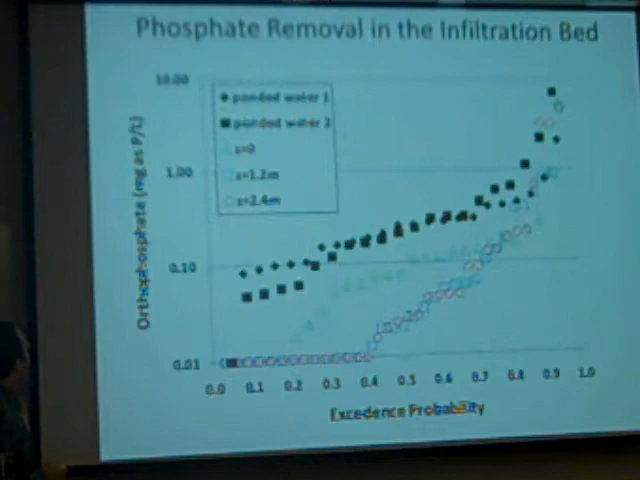 Phosphate Removal in the Infiltration Bed
10.00
ponded water 1
ponded water 2
z=0
z=1.2m
z=2.4m
1.00
Orthophosphate (mg as P/L)
0.10
0.01
0.0 0.1 0.2 0.3 0.4 0.5 0.6 0.7 0.8 0.9 1.0
Excedence Probability